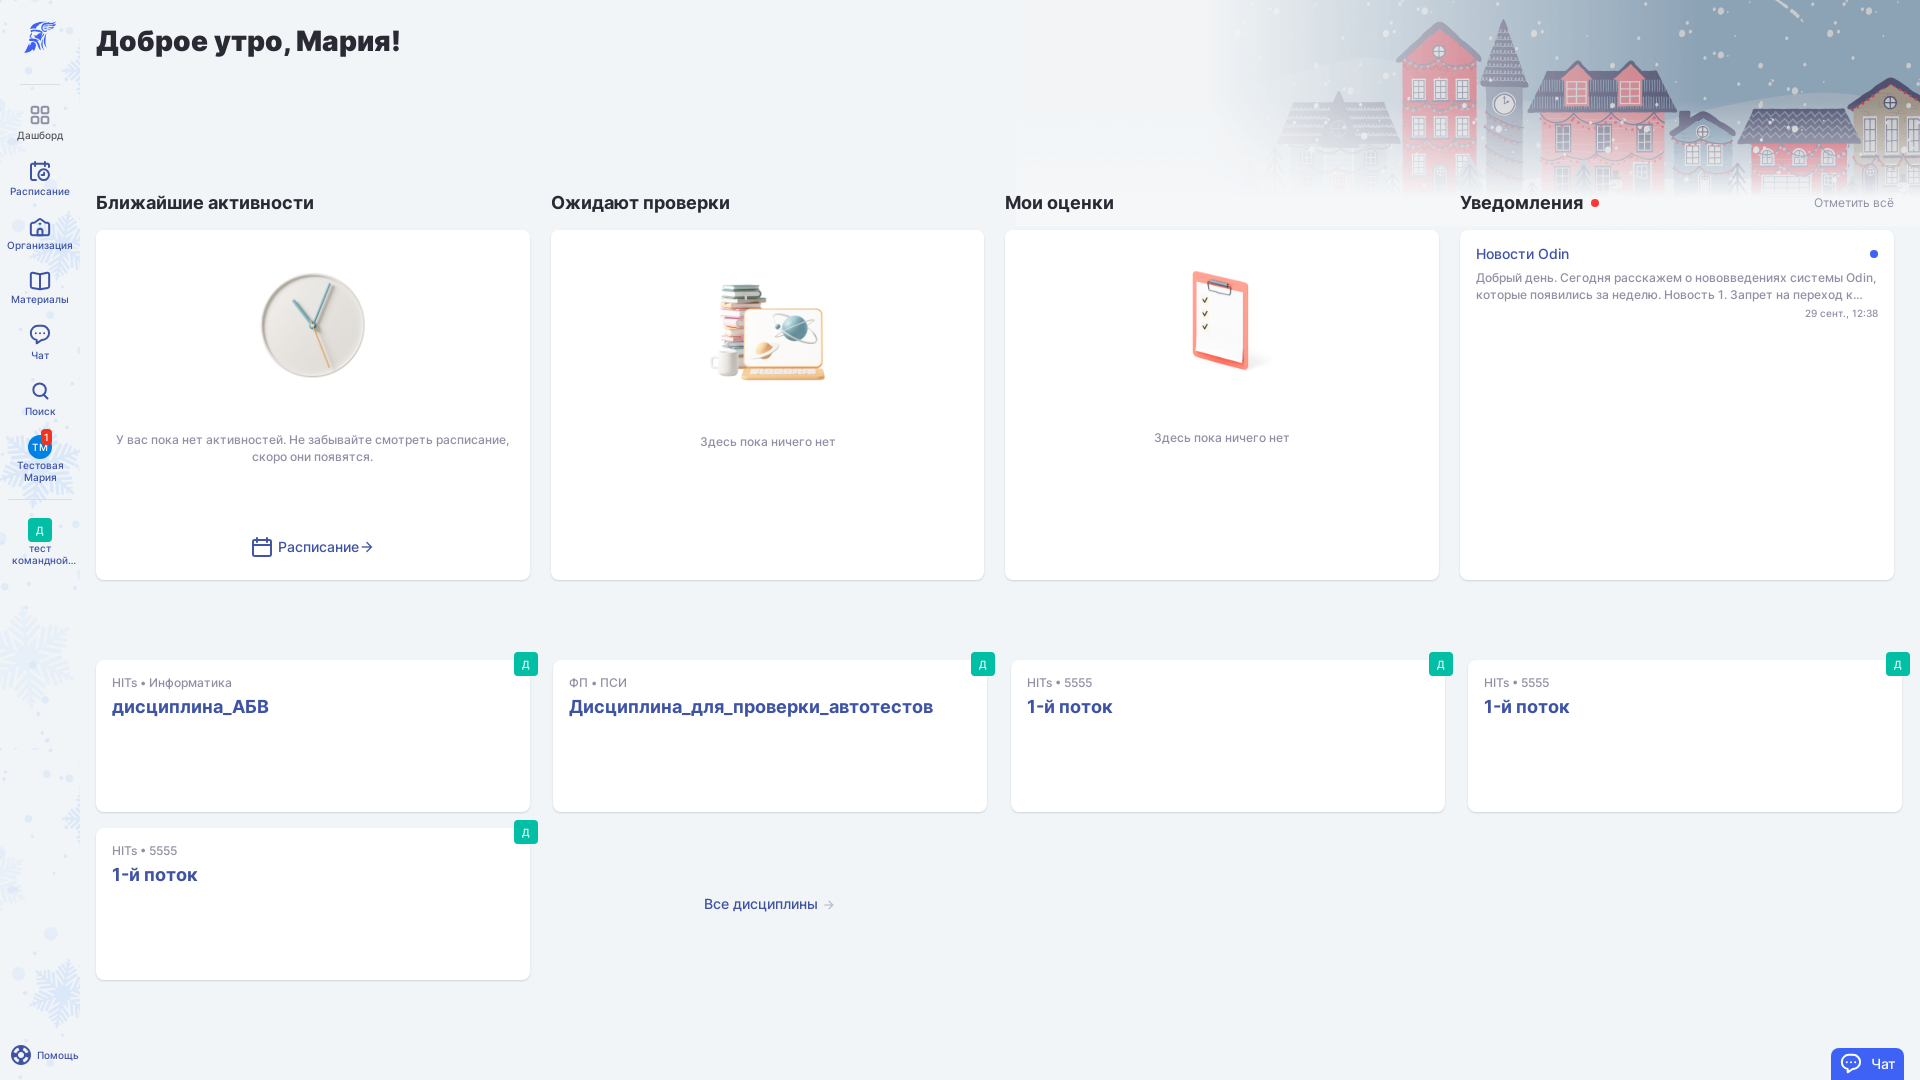 Доброе утро, Мария!
Дашборд
Расписание
Организация
Материалы
Чат
Поиск
ТМ
1
Тестовая
Мария
Д
тест
командной...
Помощь
Ближайшие активности
У вас пока нет активностей. Не забывайте смотреть расписание,
скоро они появятся.
Расписание
Ожидают проверки
Здесь пока ничего нет
Мои оценки
Здесь пока ничего нет
Уведомления
Отметить всё
Новости Odin
Добрый день. Сегодня расскажем о нововведениях системы Odin,
которые появились за неделю. Новость 1. Запрет на переход к...
29 сент., 12:38
Д
HITs • Информатика
дисциплина_АБВ
Д
ФП • ПСИ
Дисциплина_для_проверки_автотестов
Д
HITs • 5555
1-й поток
Д
HITs • 5555
1-й поток
Д
HITs • 5555
1-й поток
Все дисциплины
Чат